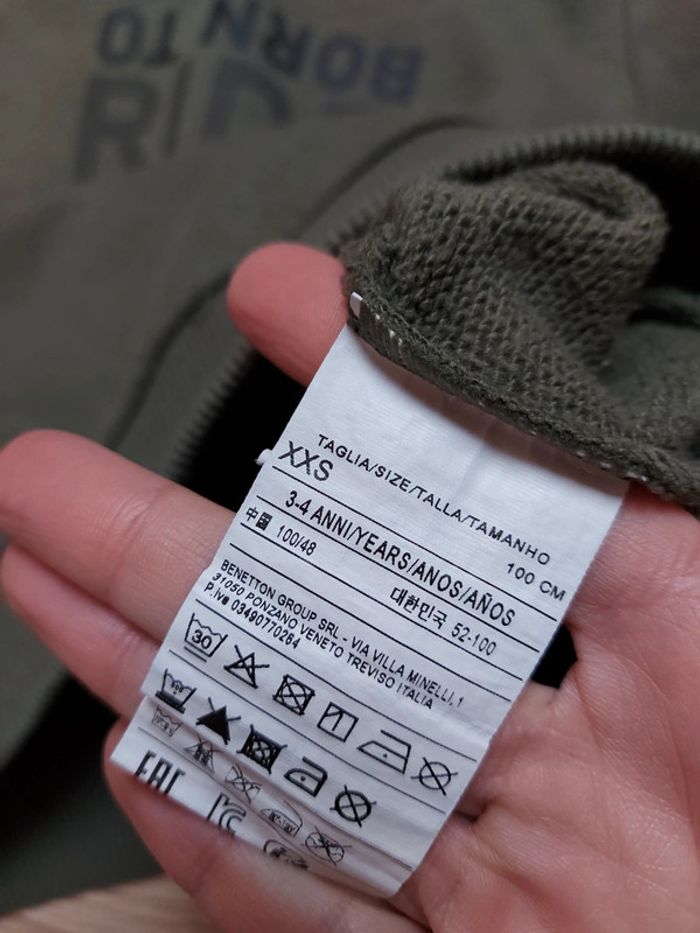 BORN TO
TAGLIA/SIZE/TALLA/TAMANHO
XXS 100 CM
3-4 ANNI/YEARS/ANOS/AÑOS
中国 100/48 대한민국 52-100
BENETTON GROUP SRL - VIA VILLA MINELLI,1
31050 PONZANO VENETO TREVISO ITALIA
P.iva 03490770264
30
EAC